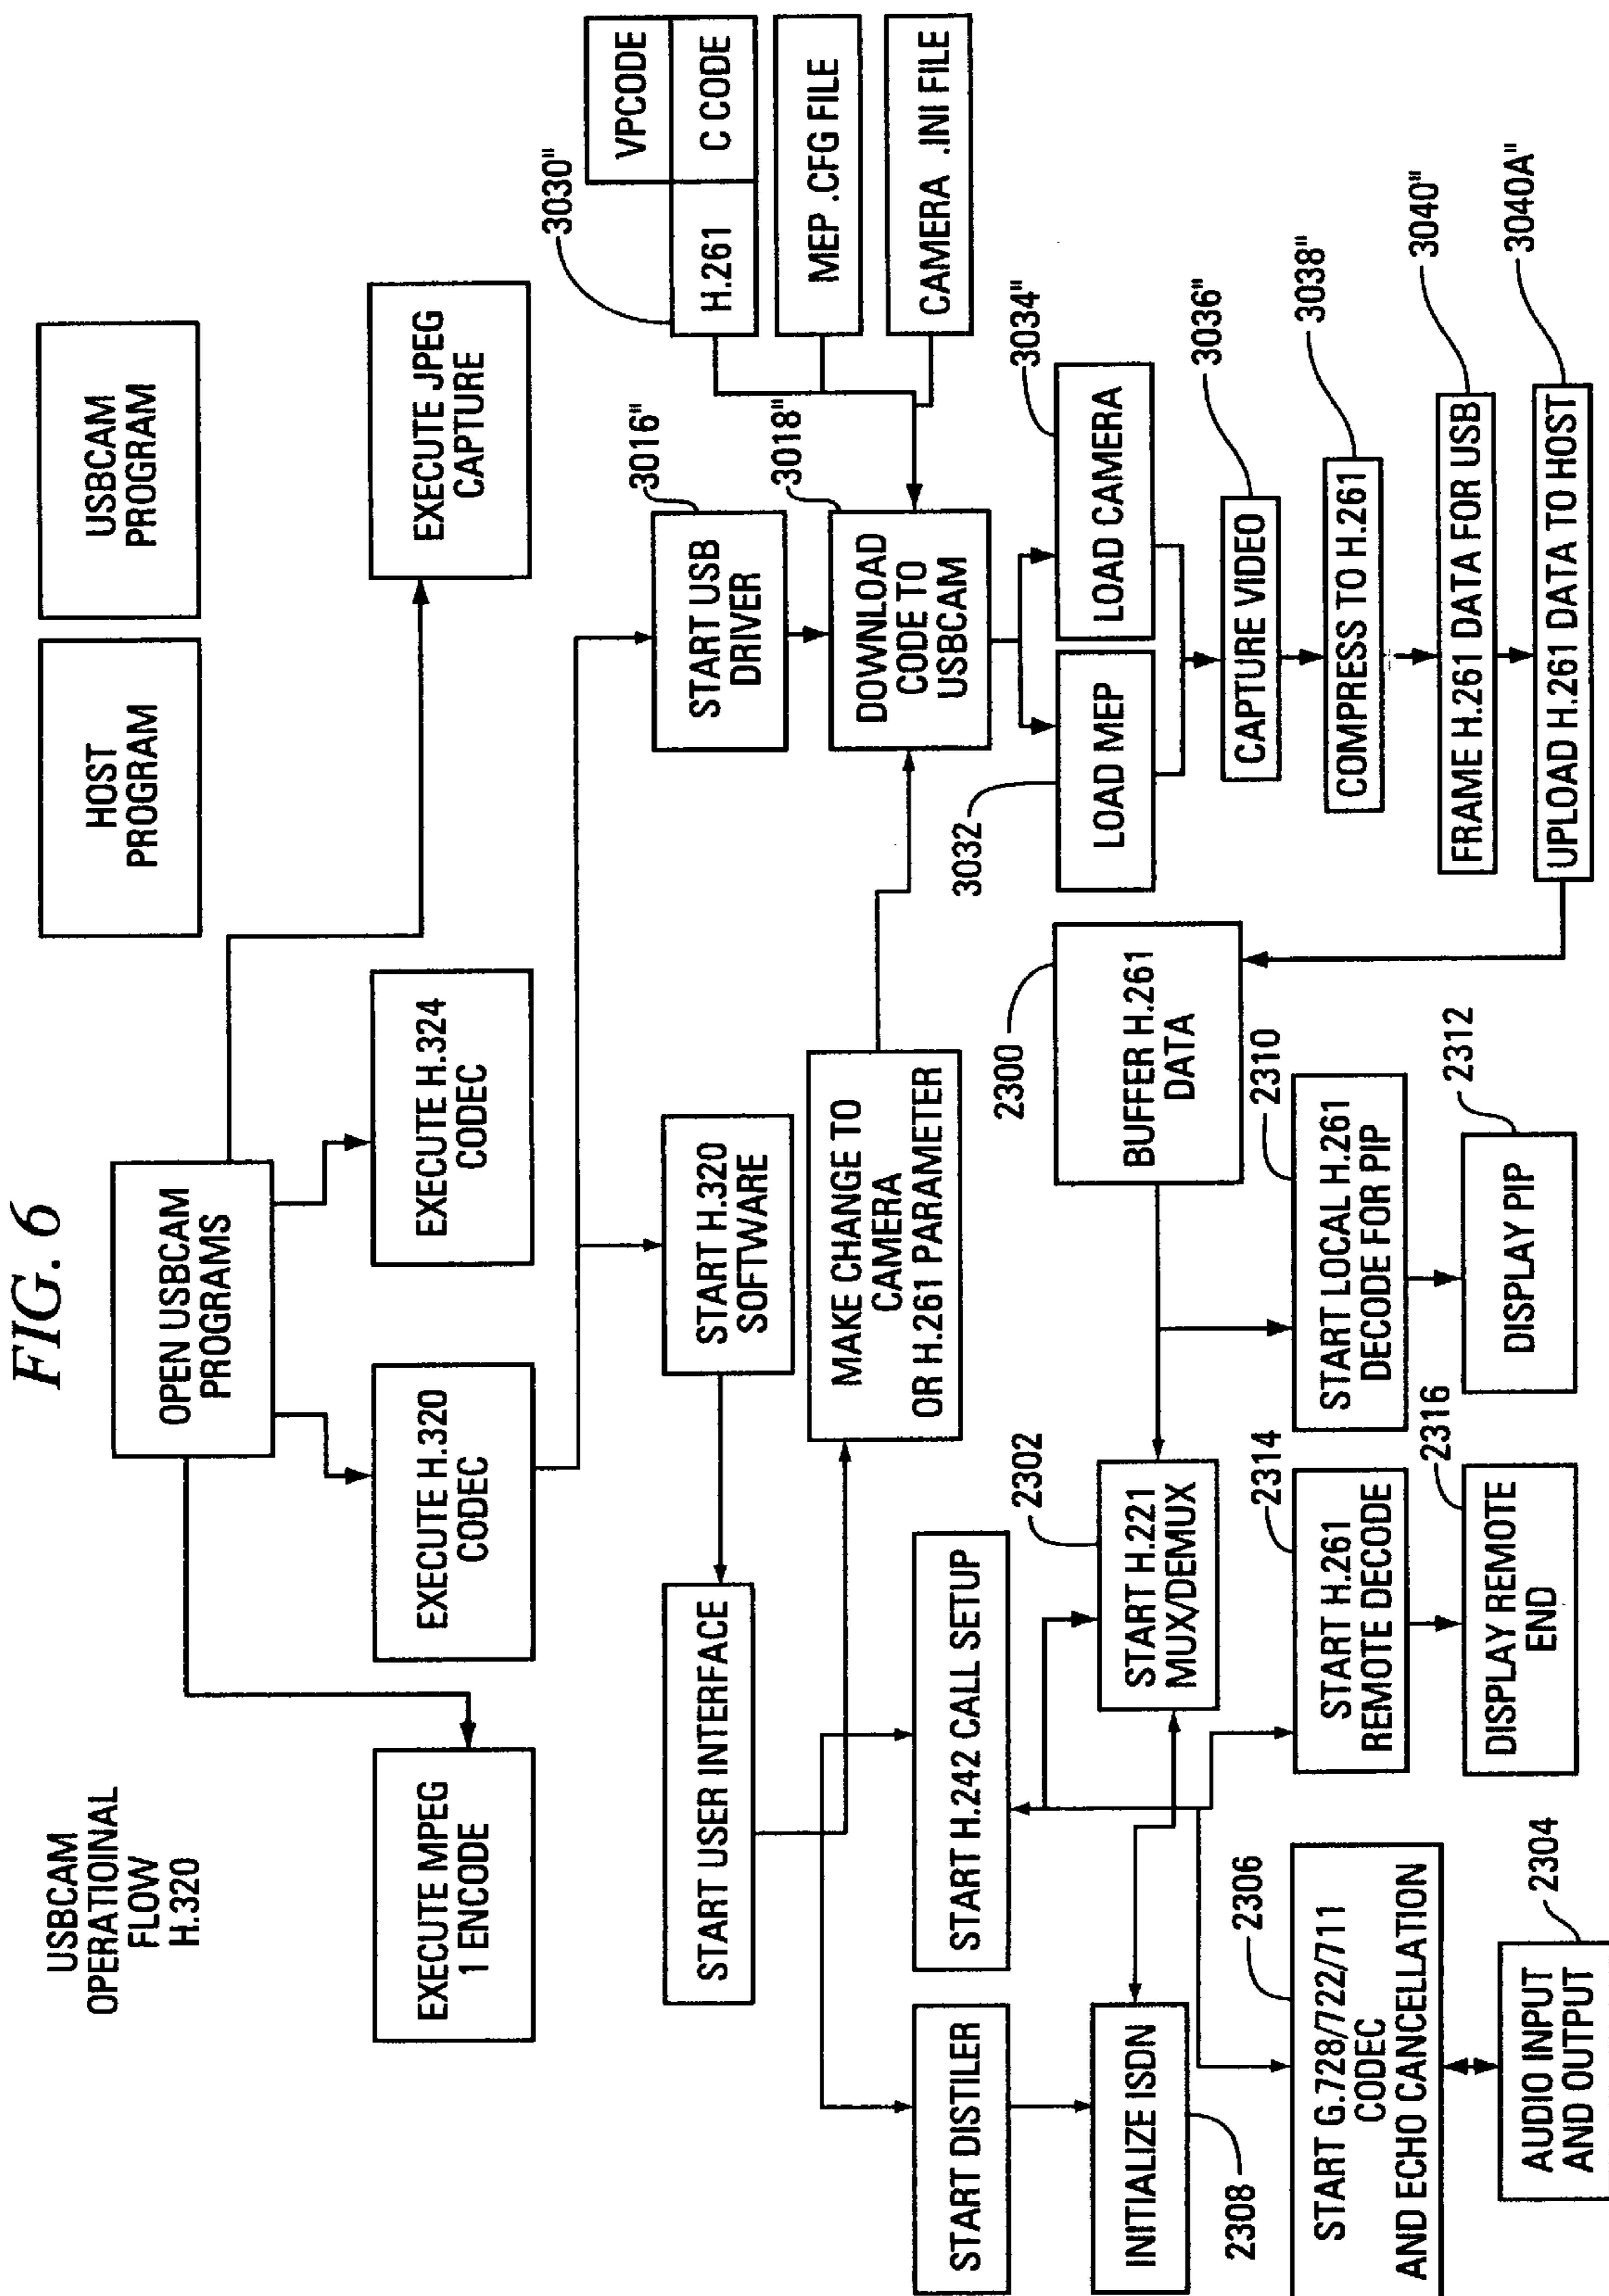 FIG. 6
USBCAM
OPERATIOINAL
FLOW
H.320
OPEN USBCAM
PROGRAMS
HOST
PROGRAM
USBCAM
PROGRAM
EXECUTE MPEG
1 ENCODE
EXECUTE H.320
CODEC
EXECUTE H.324
CODEC
EXECUTE JPEG
CAPTURE
START USER INTERFACE
START H.320
SOFTWARE
START USB
DRIVER
3016"
3030"
H.261
VPCODE
C CODE
MEP .CFG FILE
CAMERA .INI FILE
MAKE CHANGE TO
CAMERA
OR H.261 PARAMETER
DOWNLOAD
CODE TO
USBCAM
3018"
START DISTILER
START H.242 CALL SETUP
LOAD MEP
3032
LOAD CAMERA
3034"
INITIALIZE ISDN
2308
START H.221
MUX/DEMUX
2302
BUFFER H.261
DATA
2300
CAPTURE VIDEO
3036"
START G.728/722/711
CODEC
AND ECHO CANCELLATION
2306
START H.261
REMOTE DECODE
2314
START LOCAL H.261
DECODE FOR PIP
2310
COMPRESS TO H.261
3038"
FRAME H.261 DATA FOR USB
3040"
AUDIO INPUT
AND OUTPUT
2304
DISPLAY REMOTE
END
2316
DISPLAY PIP
2312
UPLOAD H.261 DATA TO HOST
3040A"